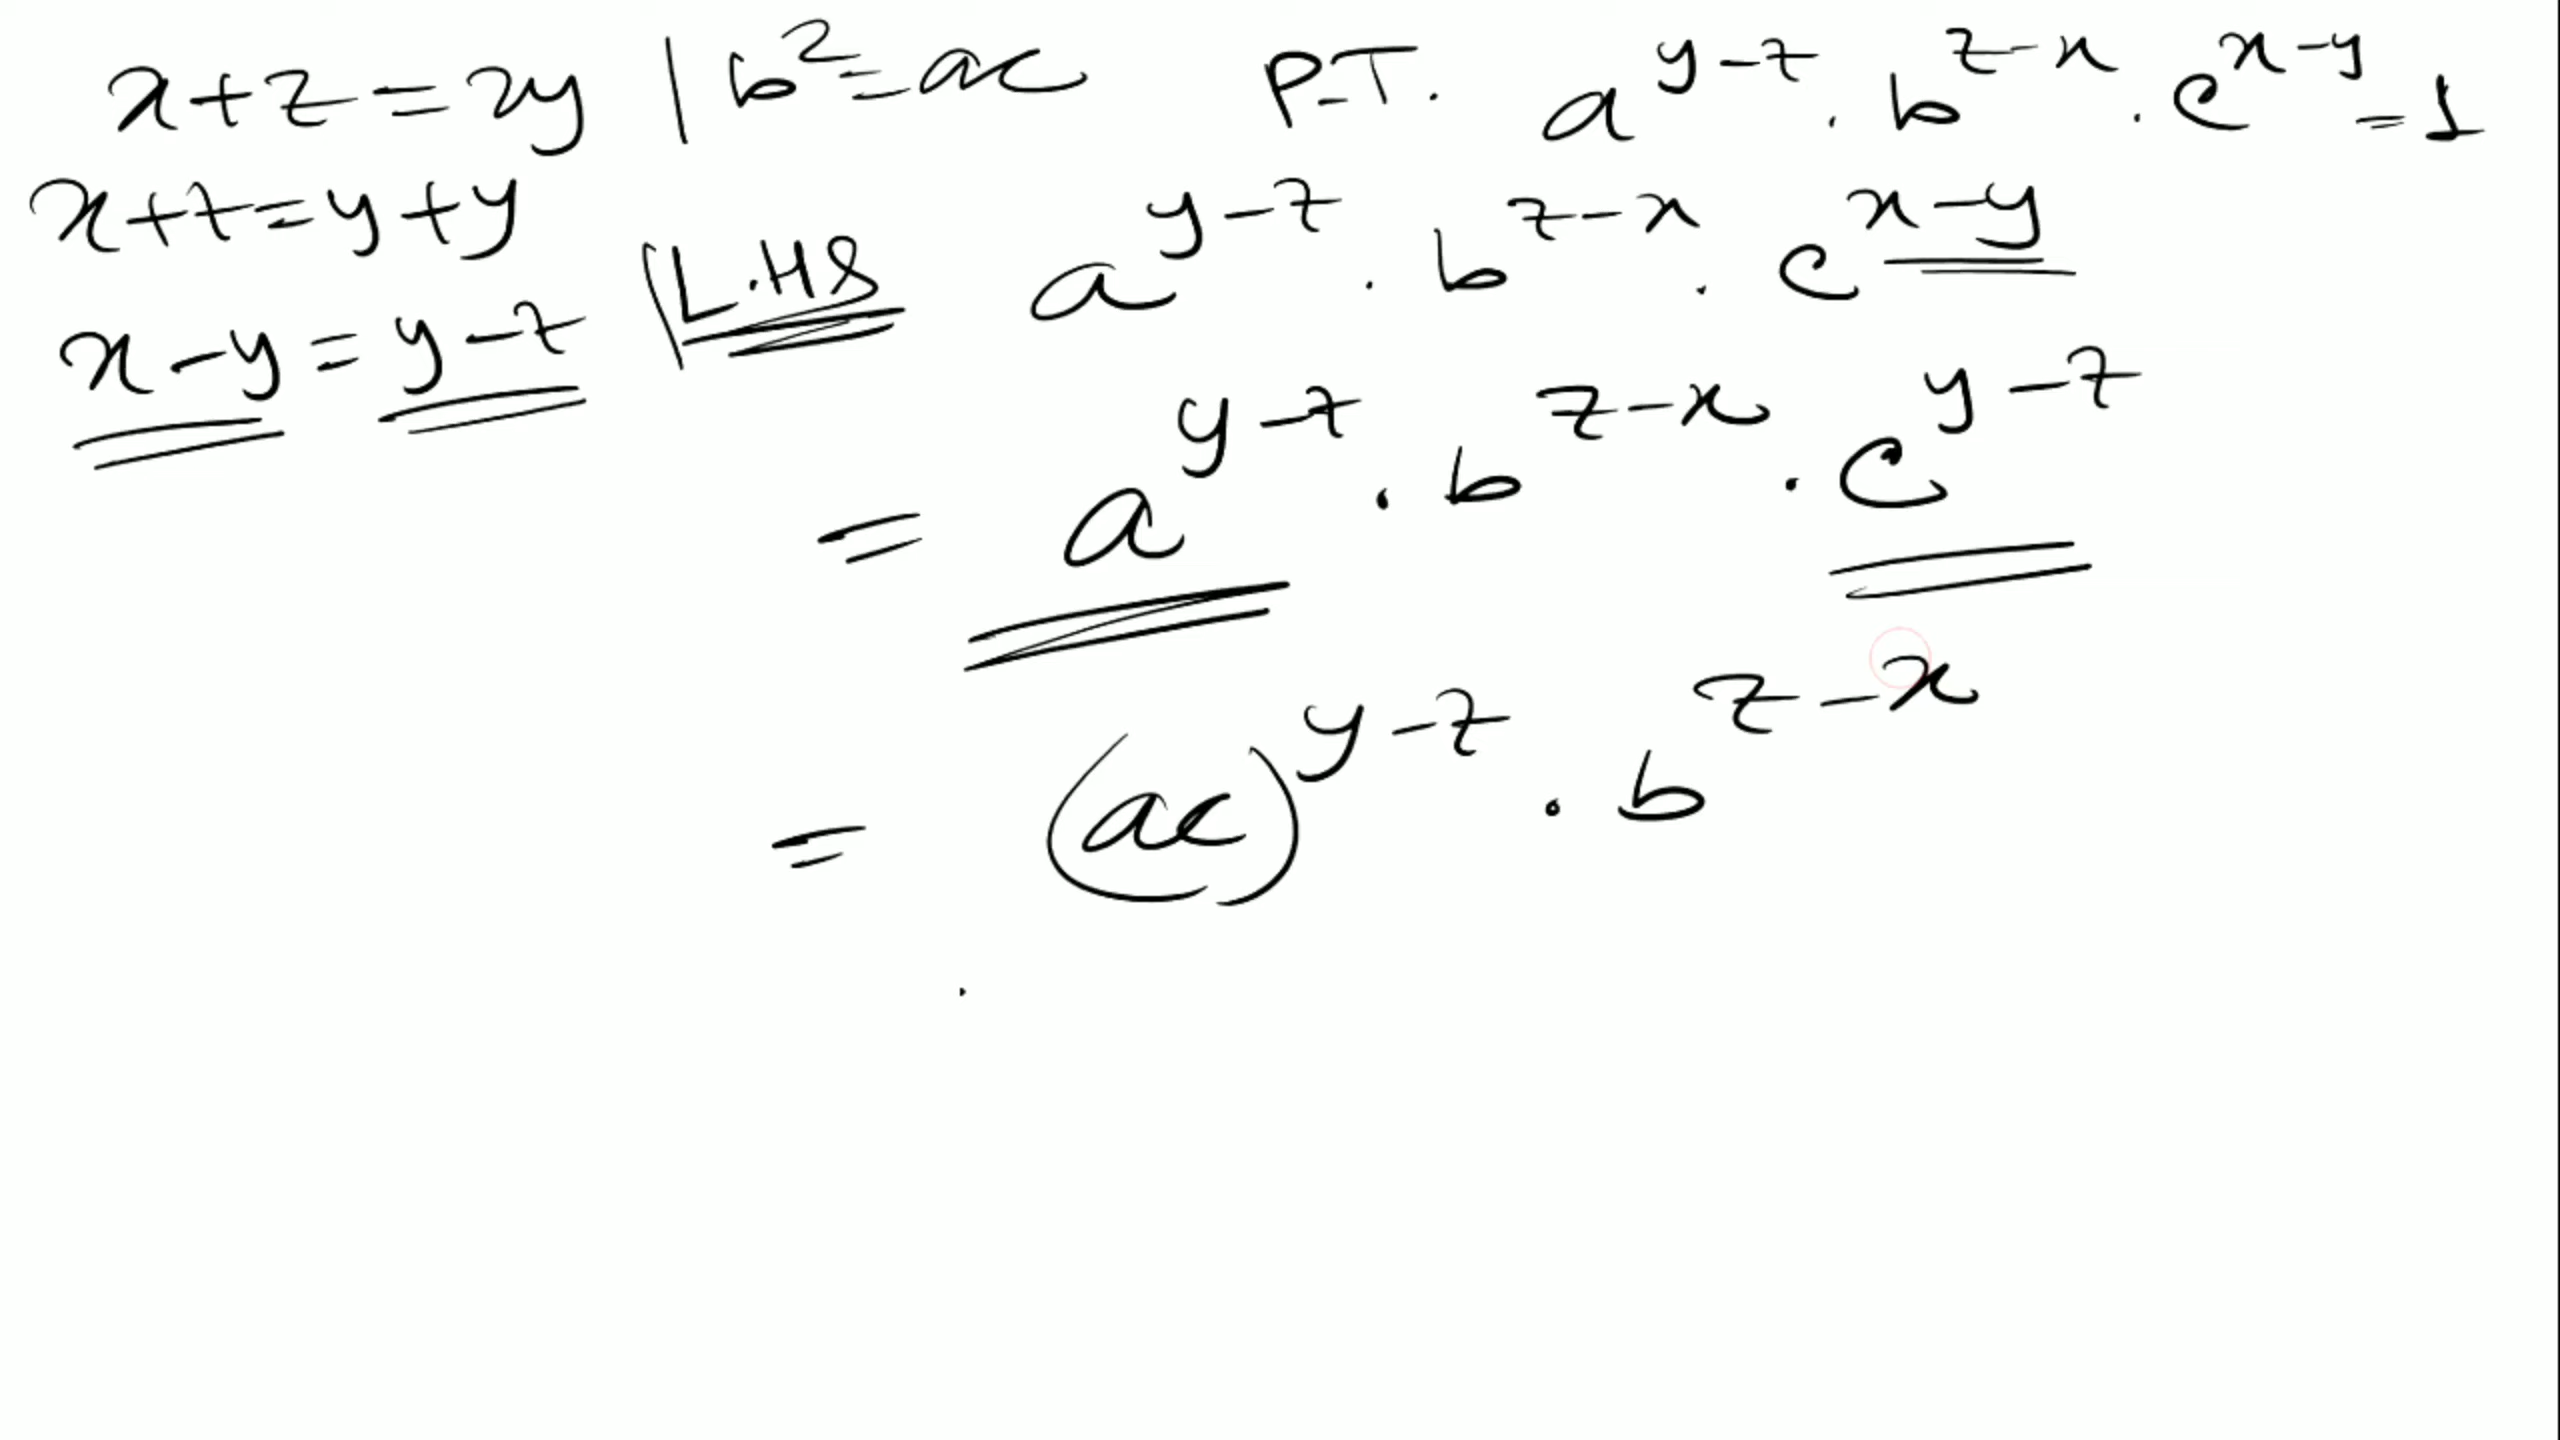 x+z=2y | b²=ac P.T. a^{y-z} . b^{z-x} . c^{x-y} = 1
x+z=y+y
L.HS a^{y-z} . b^{z-x} . c^{x-y}
x-y=y-z
= a^{y-z} . b^{z-x} . c^{y-z}
= (ac)^{y-z} . b^{z-x}